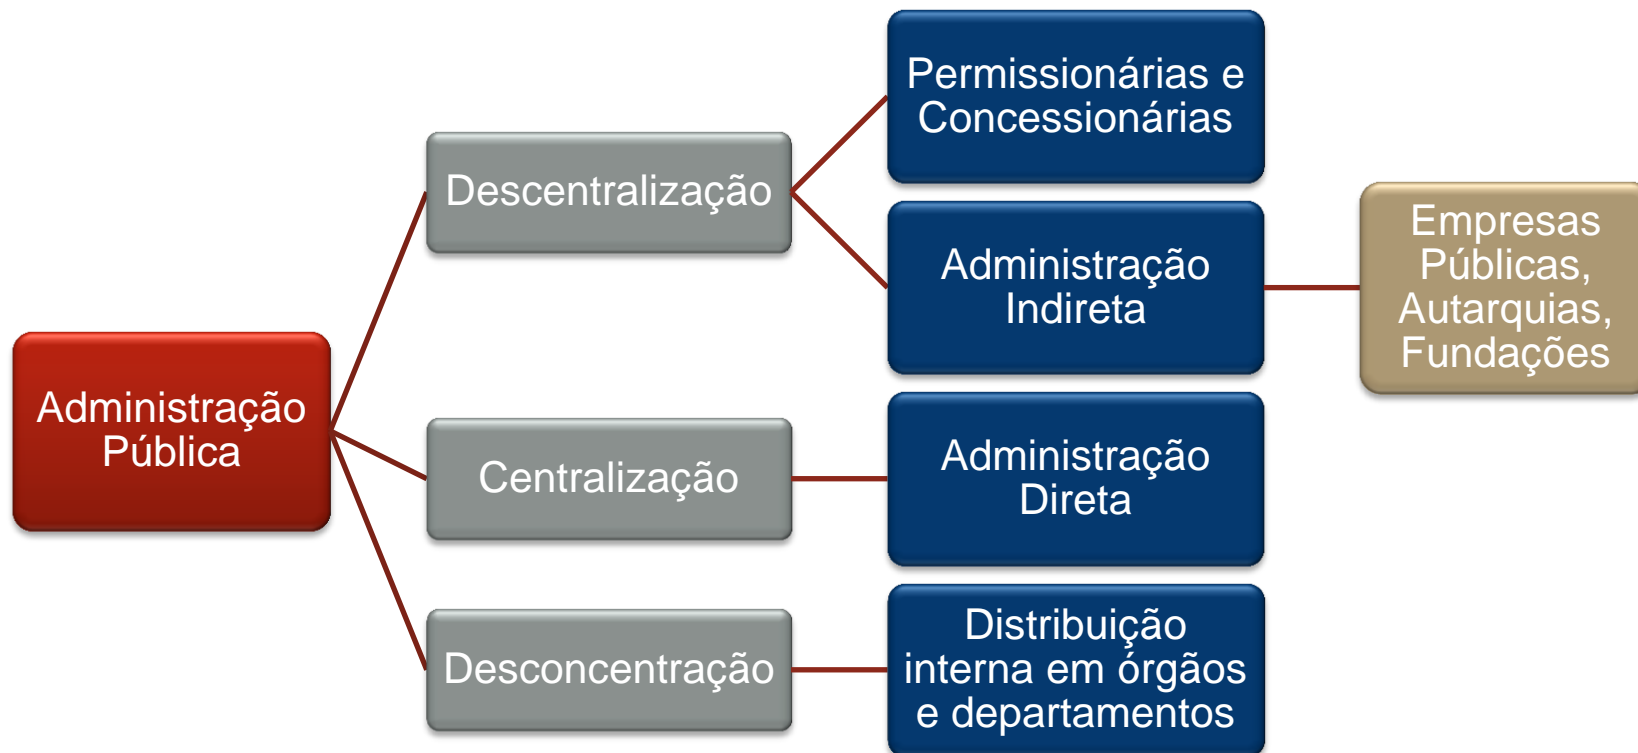 Administração
Pública
Descentralização
Permissionárias e
Concessionárias
Administração
Indireta
Empresas
Públicas,
Autarquias,
Fundações
Centralização
Administração
Direta
Desconcentração
Distribuição
interna em órgãos
e departamentos